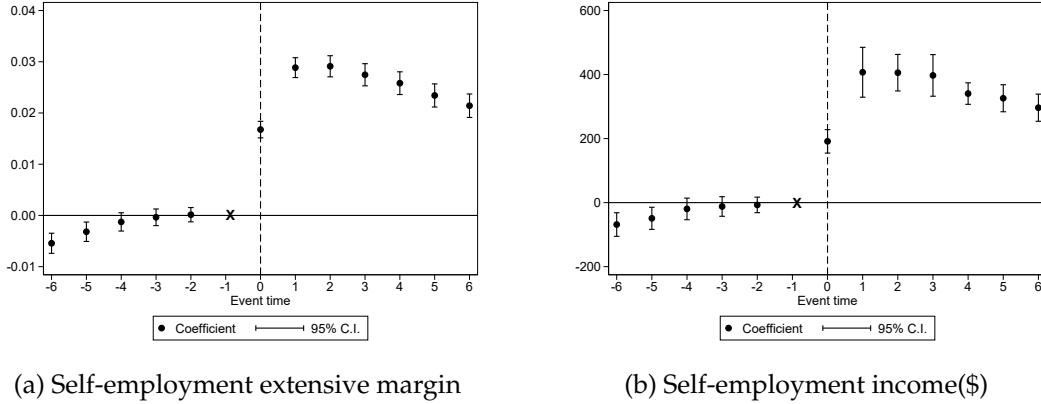 0.04
0.03
0.02
0.01
0.00
-0.01
X
-6 -5 -4 -3 -2 -1 0 1 2 3 4 5 6
Event time
Coefficient 95% C.I.
(a) Self-employment extensive margin
600
400
200
0
-200
X
-6 -5 -4 -3 -2 -1 0 1 2 3 4 5 6
Event time
Coefficient 95% C.I.
(b) Self-employment income($)